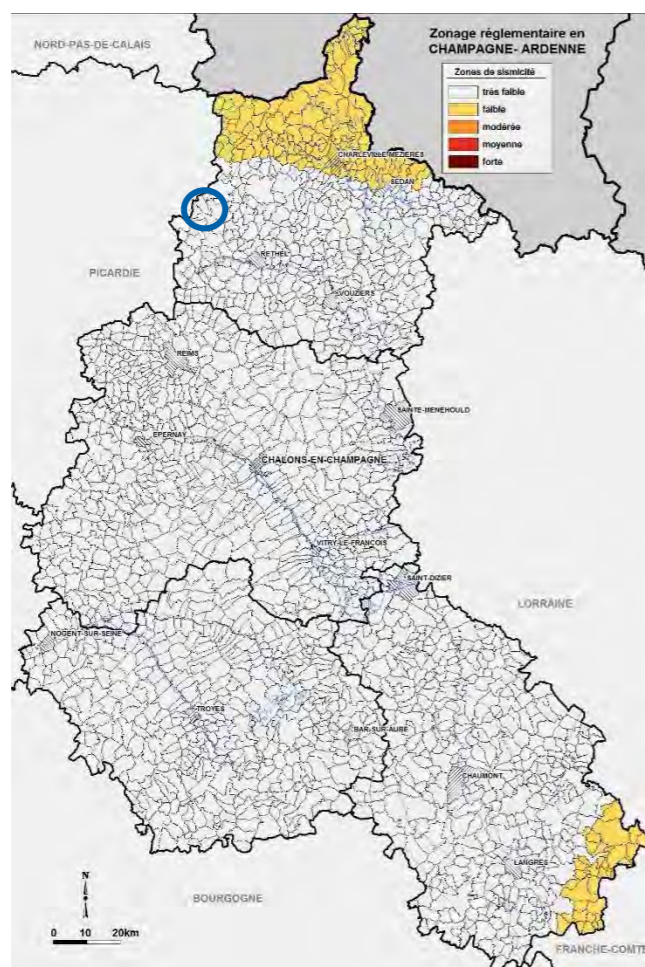 NORD-PAS-DE-CALAIS
Zonage réglementaire en
CHAMPAGNE- ARDENNE
Zones de sismicité
très faible
faible
modérée
moyenne
forte
CHARLEVILLE-MEZIERES
SEDAN
PICARDIE
RETHEL
VOUZIERS
REIMS
SAINTE-MENEHOULD
EPERNAY
CHALONS-EN-CHAMPAGNE
VITRY-LE-FRANCOIS
SAINT-DIZIER
LORRAINE
NOGENT-SUR-SEINE
TROYES
BAR-SUR-AUBE
CHAUMONT
LANGRES
N
BOURGOGNE
0 10 20km
FRANCHE-COMTE